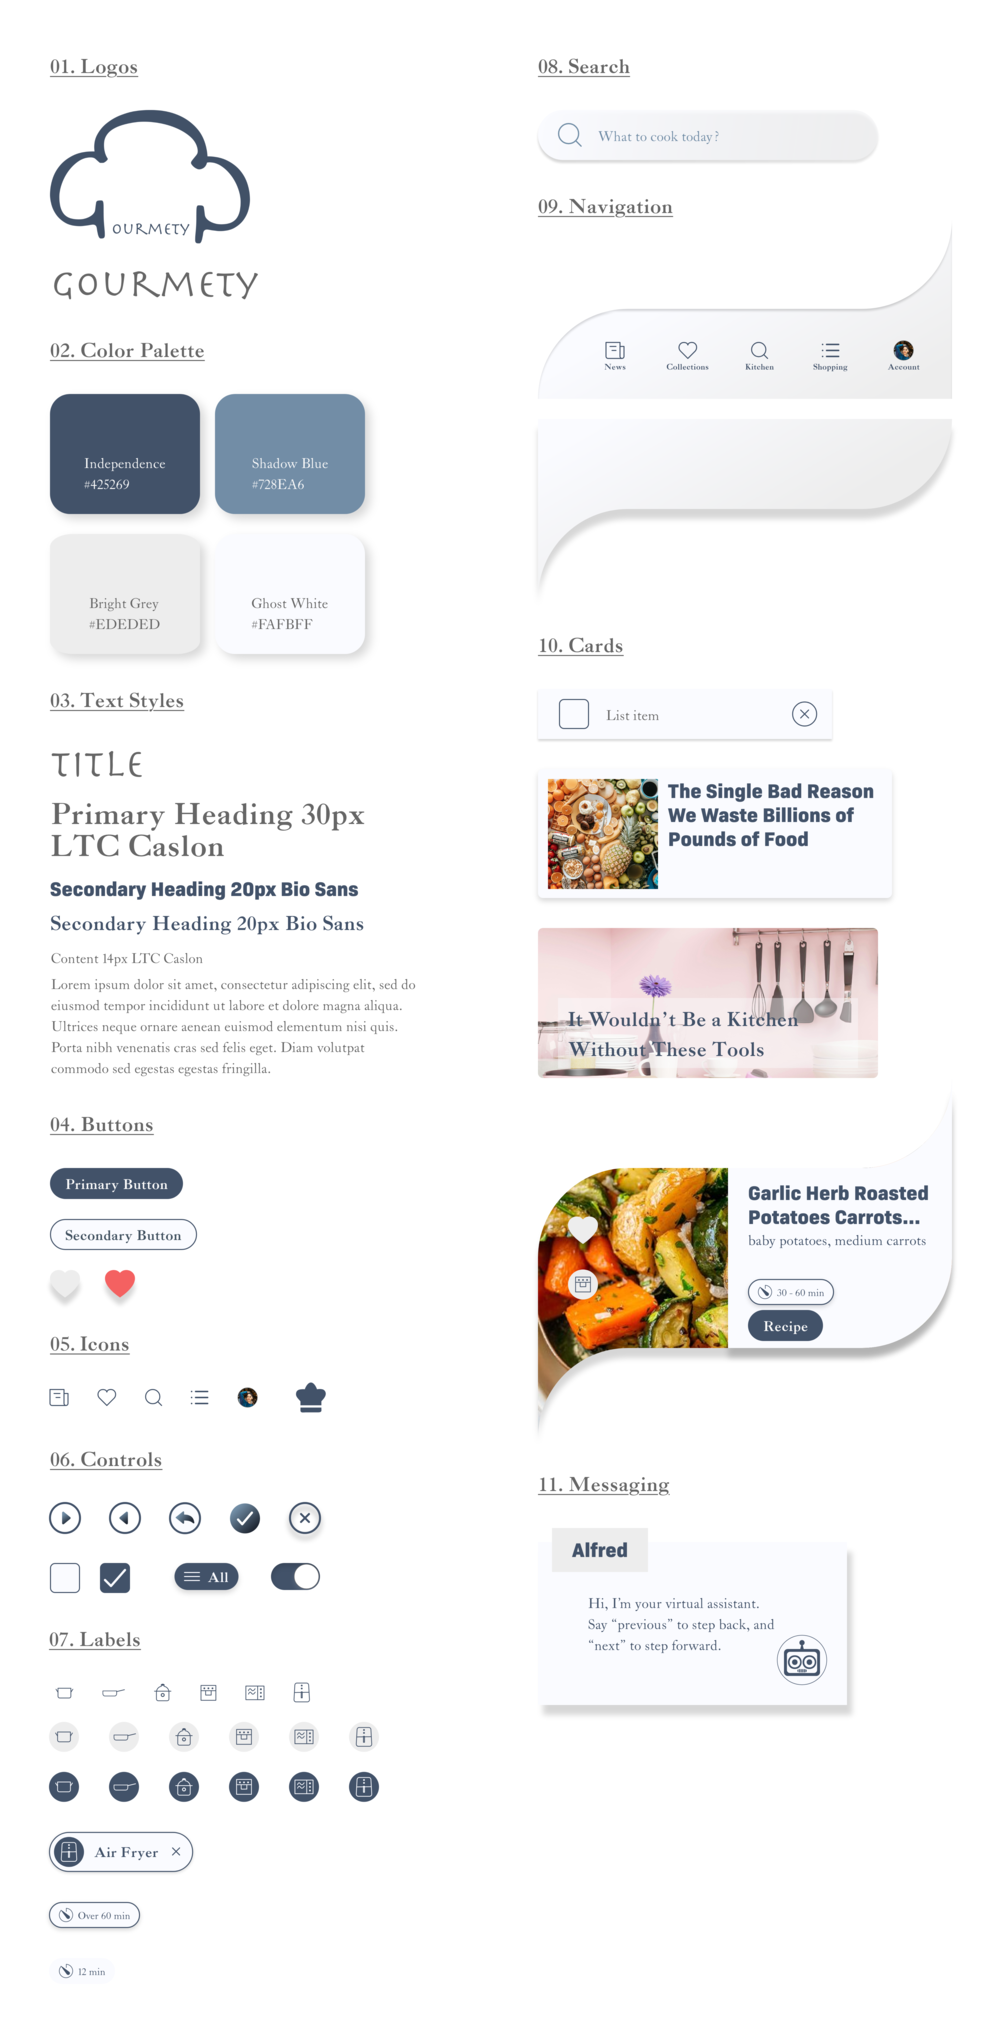 01. Logos
OURMETY
GOURMETY
02. Color Palette
Independence
#425269
Shadow Blue
#728EA6
Bright Grey
#EDEDED
Ghost White
#FAFBFF
03. Text Styles
TITLE
Primary Heading 30px
LTC Caslon
Secondary Heading 20px Bio Sans
Secondary Heading 20px Bio Sans
Content 14px LTC Caslon
Lorem ipsum dolor sit amet, consectetur adipiscing elit, sed do
eiusmod tempor incididunt ut labore et dolore magna aliqua.
Ultrices neque ornare aenean euismod elementum nisi quis.
Porta nibh venenatis cras sed felis eget. Diam volutpat
commodo sed egestas egestas fringilla.
04. Buttons
Primary Button
Secondary Button
05. Icons
06. Controls
All
07. Labels
Air Fryer
Over 60 min
12 min
08. Search
What to cook today?
09. Navigation
News
Collections
Kitchen
Shopping
Account
10. Cards
List item
The Single Bad Reason
We Waste Billions of
Pounds of Food
It Wouldn't Be a Kitchen
Without These Tools
Garlic Herb Roasted
Potatoes Carrots...
baby potatoes, medium carrots
30 - 60 min
Recipe
11. Messaging
Alfred
Hi, I'm your virtual assistant.
Say “previous” to step back, and
“next” to step forward.